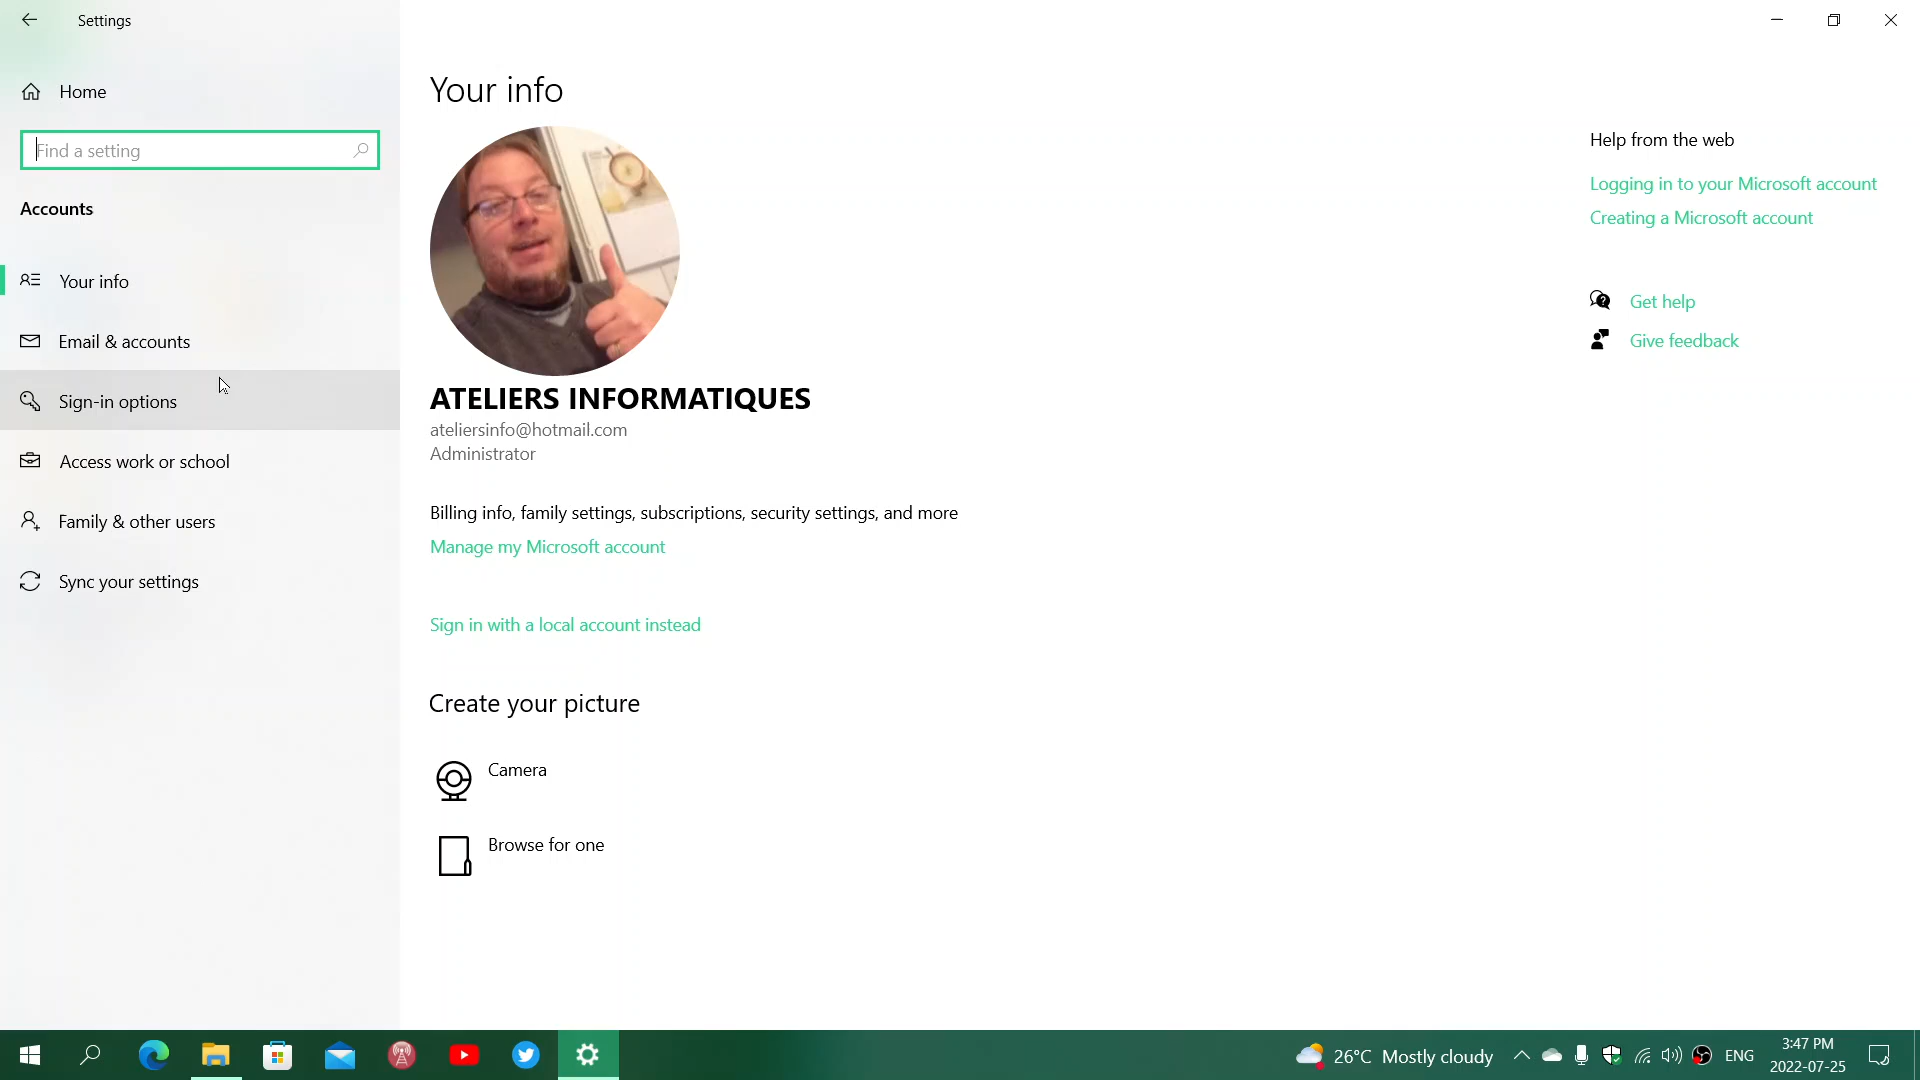 Settings
Home
Find a setting
Accounts
Your info
Email & accounts
Sign-in options
Access work or school
Family & other users
Sync your settings
Your info
ATELIERS INFORMATIQUES
ateliersinfo@hotmail.com
Administrator
Billing info, family settings, subscriptions, security settings, and more
Manage my Microsoft account
Sign in with a local account instead
Create your picture
Camera
Browse for one
Help from the web
Logging in to your Microsoft account
Creating a Microsoft account
Get help
Give feedback
26°C Mostly cloudy
ENG
3:47 PM
2022-07-25